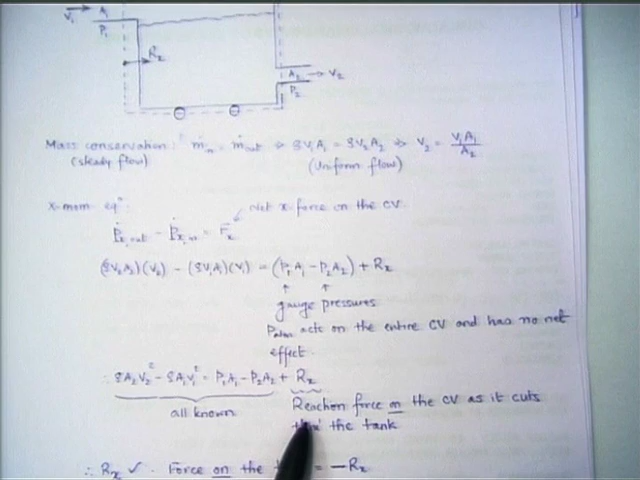 V₁ A₁
P₁
Rx
A₂ → V₂
P₂
Mass conservation: ṁin = ṁout ⇒ ρV₁A₁ = ρV₂A₂ ⇒ V₂ = V₁A₁/A₂
(steady flow) (Uniform flow)
X-mom eqⁿ: Net x-force on the CV
Ṗx,out − Ṗx,in = Fx
(ρV₂A₂)(V₂) − (ρV₁A₁)(V₁) = (P₁A₁ − P₂A₂) + Rx
gauge pressures
Patm acts on the entire CV and has no net
effect.
∴ ρA₂V₂² − ρA₁V₁² = P₁A₁ − P₂A₂ + Rx
all known
Reaction force on the CV as it cuts
the tank
∴ Rx ✓. Force on the = −Rx